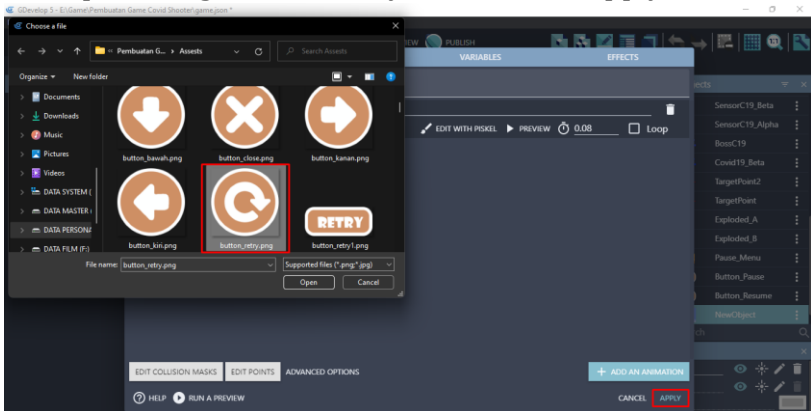 GDevelop 5 - E:\Game\Pembuatan Game Covid Shooter\game.json *
Choose a file
Pembuatan G... › Assests
Search Assests
PUBLISH
VARIABLES
EFFECTS
Organize
New folder
Documents
Downloads
Music
Pictures
Videos
DATA SYSTEM (
DATA MASTER
DATA PERSONA
DATA FILM (F:)
button_bawah.png
button_close.png
button_kanan.png
RETRY
button_kiri.png
button_retry.png
button_retry1.png
File name: button_retry.png
Supported files (*.png;*.jpg)
Open
Cancel
EDIT WITH PISKEL
PREVIEW
0.08
Loop
SensorC19_Beta
SensorC19_Alpha
BossC19
Covid19_Beta
TargetPoint2
TargetPoint
Exploded_A
Exploded_B
Pause_Menu
Button_Pause
Button_Resume
NewObject
EDIT COLLISION MASKS
EDIT POINTS
ADVANCED OPTIONS
+ ADD AN ANIMATION
HELP
RUN A PREVIEW
CANCEL
APPLY